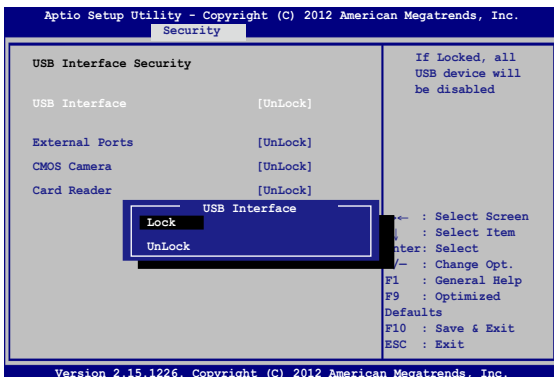 Aptio Setup Utility - Copyright (C) 2012 American Megatrends, Inc.
Security
USB Interface Security
USB Interface [UnLock]
External Ports [UnLock]
CMOS Camera [UnLock]
Card Reader [UnLock]
USB Interface
Lock
UnLock
If Locked, all
USB device will
be disabled
→← : Select Screen
↓ : Select Item
nter: Select
/— : Change Opt.
F1 : General Help
F9 : Optimized
Defaults
F10 : Save & Exit
ESC : Exit
Version 2.15.1226. Copyright (C) 2012 American Megatrends, Inc.